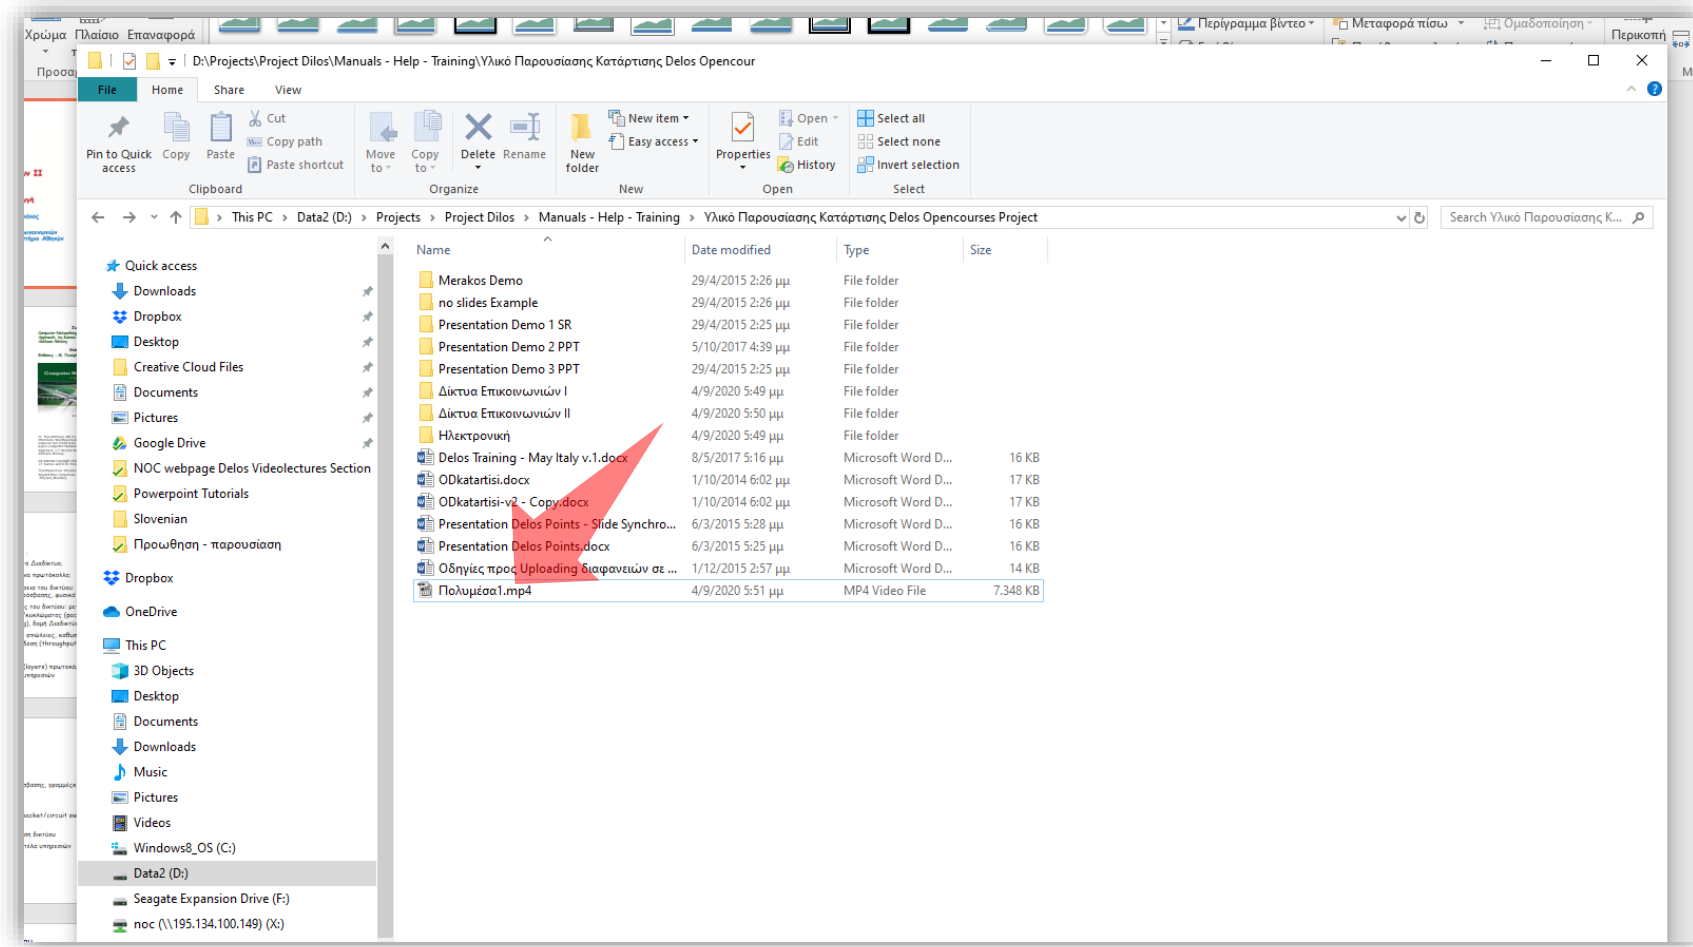 Χρώμα Πλαίσιο Επαναφορά
Περίγραμμα βίντεο
Μεταφορά πίσω
Ομαδοποίηση
Περικοπή
D:\Projects\Project Dilos\Manuals - Help - Training\Υλικό Παρουσίασης Κατάρτισης Delos Opencour
File Home Share View
Pin to Quick access
Copy
Paste
Cut
Copy path
Paste shortcut
Clipboard
Move to
Copy to
Delete
Rename
Organize
New folder
New item
Easy access
New
Properties
Open
Edit
History
Open
Select all
Select none
Invert selection
Select
This PC > Data2 (D:) > Projects > Project Dilos > Manuals - Help - Training > Υλικό Παρουσίασης Κατάρτισης Delos Opencourses Project
Search Υλικό Παρουσίασης Κ...
Quick access
Downloads
Dropbox
Desktop
Creative Cloud Files
Documents
Pictures
Google Drive
NOC webpage Delos Videolectures Section
Powerpoint Tutorials
Slovenian
Προωθηση - παρουσίαση
Dropbox
OneDrive
This PC
3D Objects
Desktop
Documents
Downloads
Music
Pictures
Videos
Windows8_OS (C:)
Data2 (D:)
Seagate Expansion Drive (F:)
noc (\\195.134.100.149) (X:)
Name Date modified Type Size
Merakos Demo 29/4/2015 2:26 μμ File folder
no slides Example 29/4/2015 2:26 μμ File folder
Presentation Demo 1 SR 29/4/2015 2:25 μμ File folder
Presentation Demo 2 PPT 5/10/2017 4:39 μμ File folder
Presentation Demo 3 PPT 29/4/2015 2:25 μμ File folder
Δίκτυα Επικοινωνιών Ι 4/9/2020 5:49 μμ File folder
Δίκτυα Επικοινωνιών ΙΙ 4/9/2020 5:50 μμ File folder
Ηλεκτρονική 4/9/2020 5:49 μμ File folder
Delos Training - May Italy v.1.docx 8/5/2017 5:16 μμ Microsoft Word D... 16 KB
ODkatartisi.docx 1/10/2014 6:02 μμ Microsoft Word D... 17 KB
ODkatartisi-v2 - Copy.docx 1/10/2014 6:02 μμ Microsoft Word D... 17 KB
Presentation Delos Points - Slide Synchro... 6/3/2015 5:28 μμ Microsoft Word D... 16 KB
Presentation Delos Points.docx 6/3/2015 5:25 μμ Microsoft Word D... 16 KB
Οδηγίες προς Uploading διαφανειών σε ... 1/12/2015 2:57 μμ Microsoft Word D... 14 KB
Πολυμέσα1.mp4 4/9/2020 5:51 μμ MP4 Video File 7.348 KB